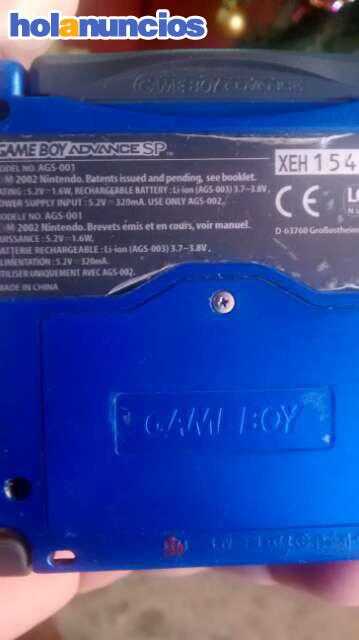 holanuncios
GAME BOY ADVANCE
GAME BOY ADVANCE SP™
MODEL NO. AGS-001
XEH 154
© 2002 Nintendo. Patents issued and pending, see booklet.
RATING : 5.2V⎓ 1.6W, RECHARGEABLE BATTERY : Li-ion (AGS-003) 3.7~3.8V,
POWER SUPPLY INPUT : 5.2V ⎓ 320mA. USE ONLY AGS-002.
CE
MODELE NO. AGS-001
D-63760 Großostheim
2002 Nintendo. Brevets émis et en cours, voir manuel.
PUISSANCE : 5.2V⎓ 1.6W,
BATTERIE RECHARGEABLE : Li-ion (AGS-003) 3.7~3.8V,
ALIMENTATION : 5.2V⎓ 320mA.
UTILISER UNIQUEMENT AVEC AGS-002.
MADE IN CHINA
GAME BOY